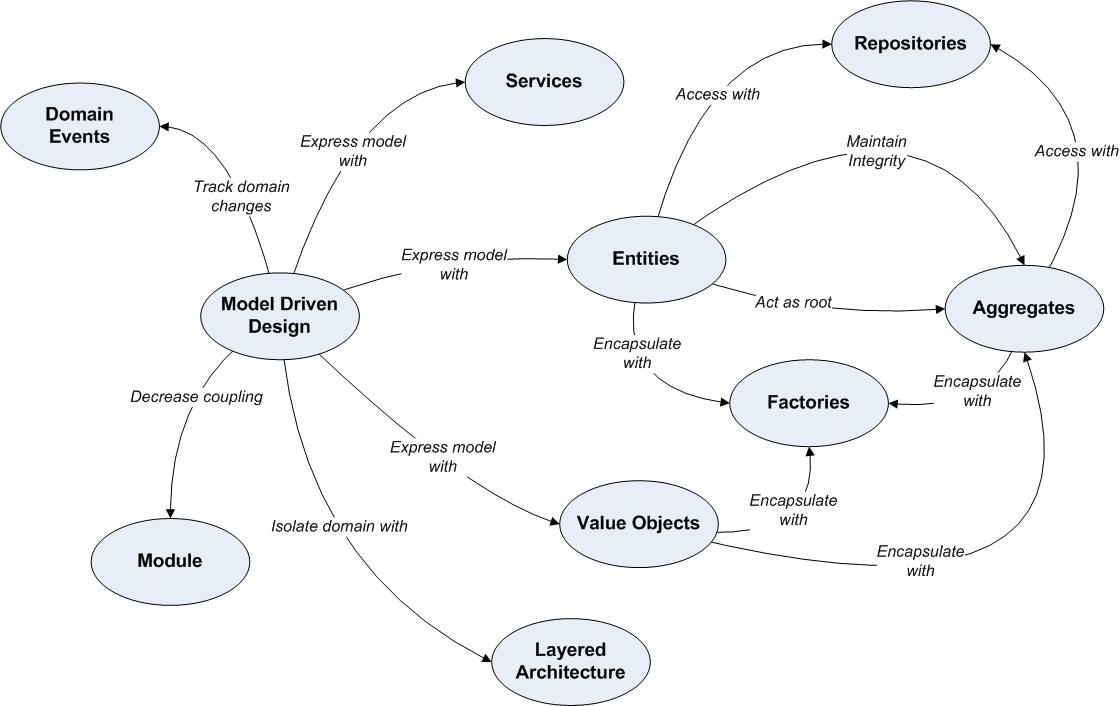 Repositories
Services
Access with
Domain
Events
Express model
with
Maintain
Integrity
Access with
Track domain
changes
Express model
with
Entities
Model Driven
Design
Act as root
Aggregates
Encapsulate
with
Decrease coupling
Encapsulate
with
Factories
Express model
with
Encapsulate
with
Isolate domain with
Value Objects
Encapsulate
with
Module
Layered
Architecture